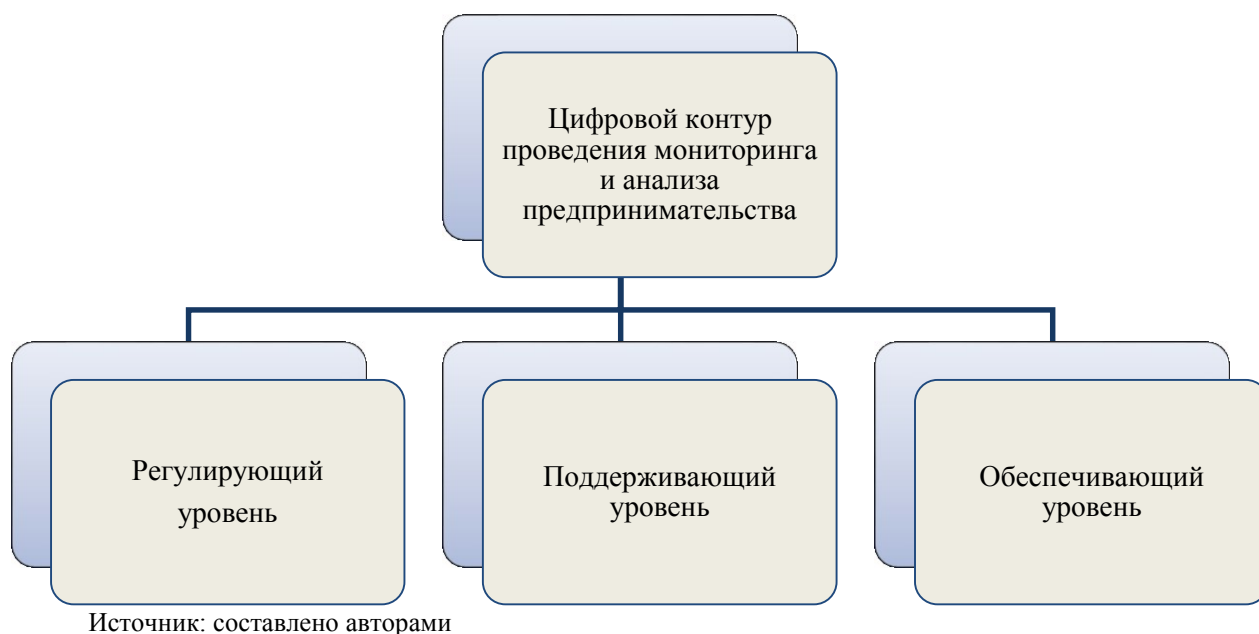 Цифровой контур
проведения мониторинга
и анализа
предпринимательства
Регулирующий
уровень
Поддерживающий
уровень
Обеспечивающий
уровень
Источник: составлено авторами